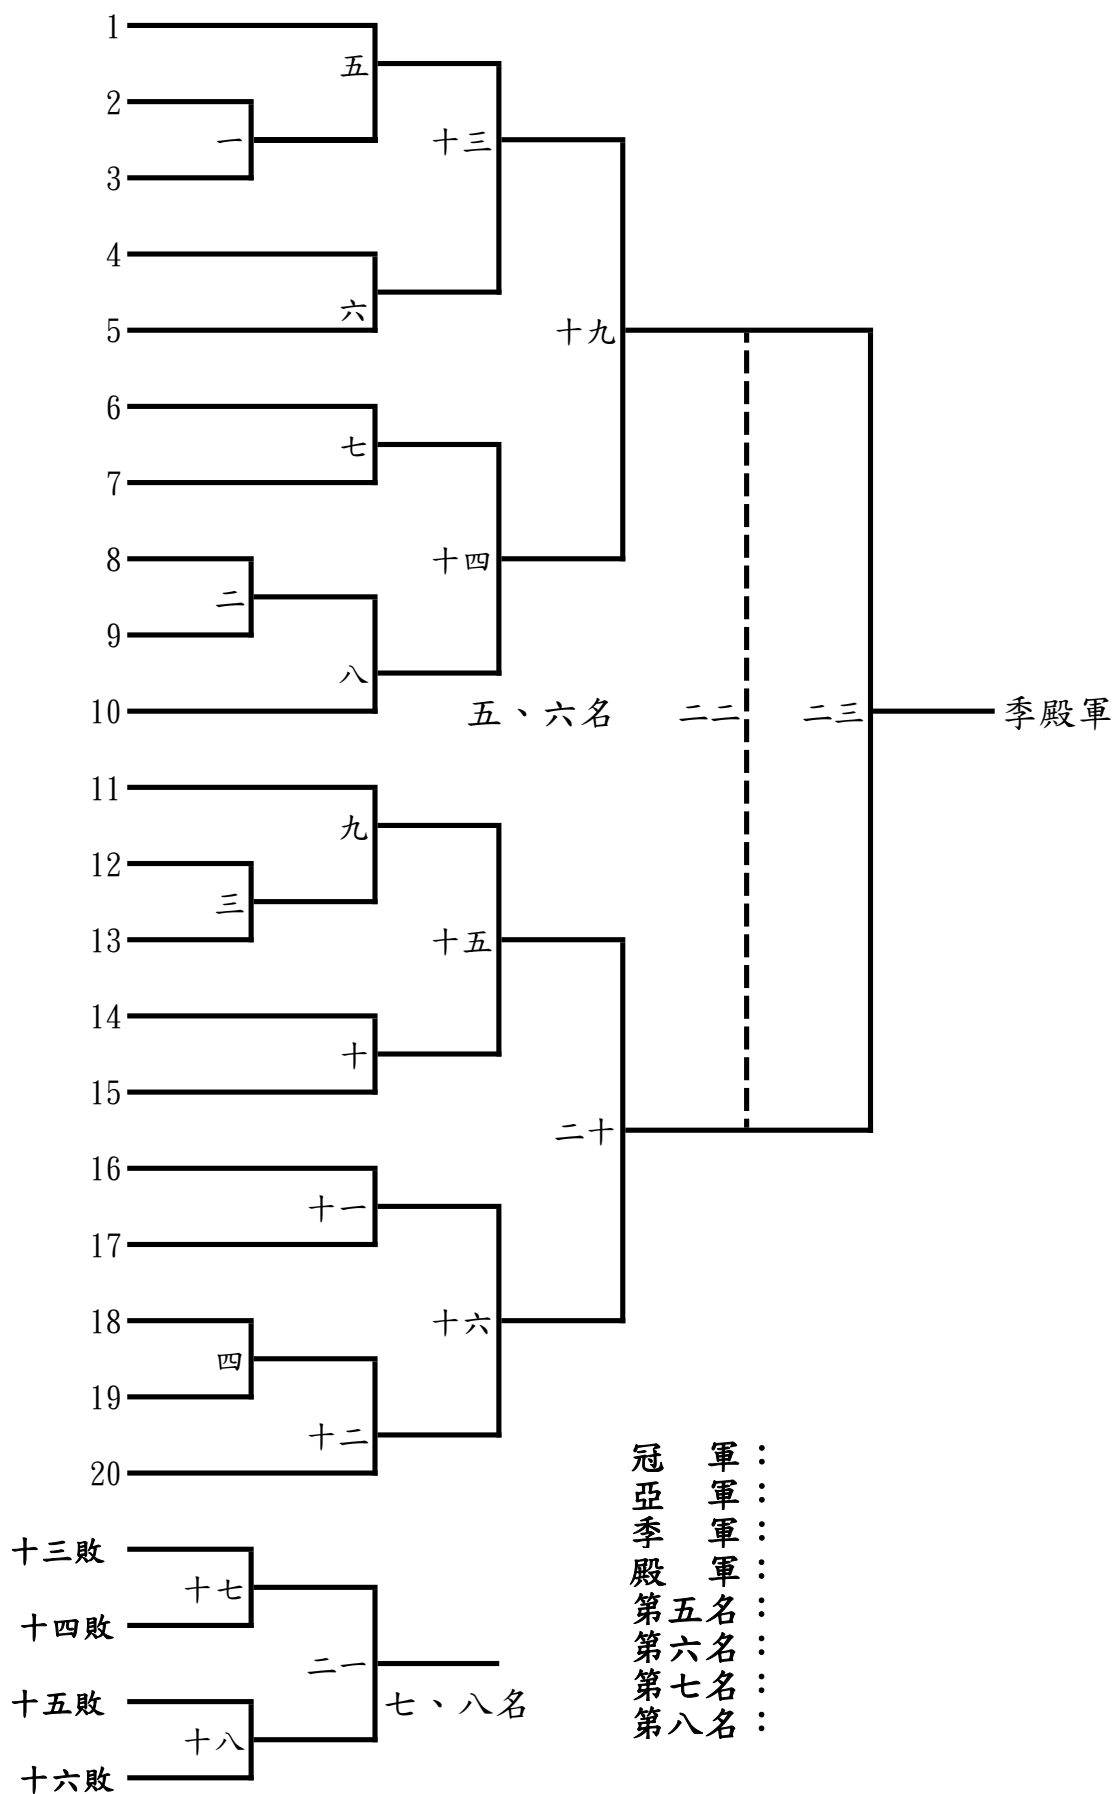 1
五
2
一
十三
3
4
六
5
十九
6
七
7
8
十四
二
9
八
10
五、六名
二二
二三
季殿軍
11
九
12
三
13
十五
14
十
15
二十
16
十一
17
18
十六
四
19
十二
20
冠 軍：
亞 軍：
季 軍：
殿 軍：
第五名：
第六名：
第七名：
第八名：
十三敗
十七
十四敗
二一
七、八名
十五敗
十八
十六敗